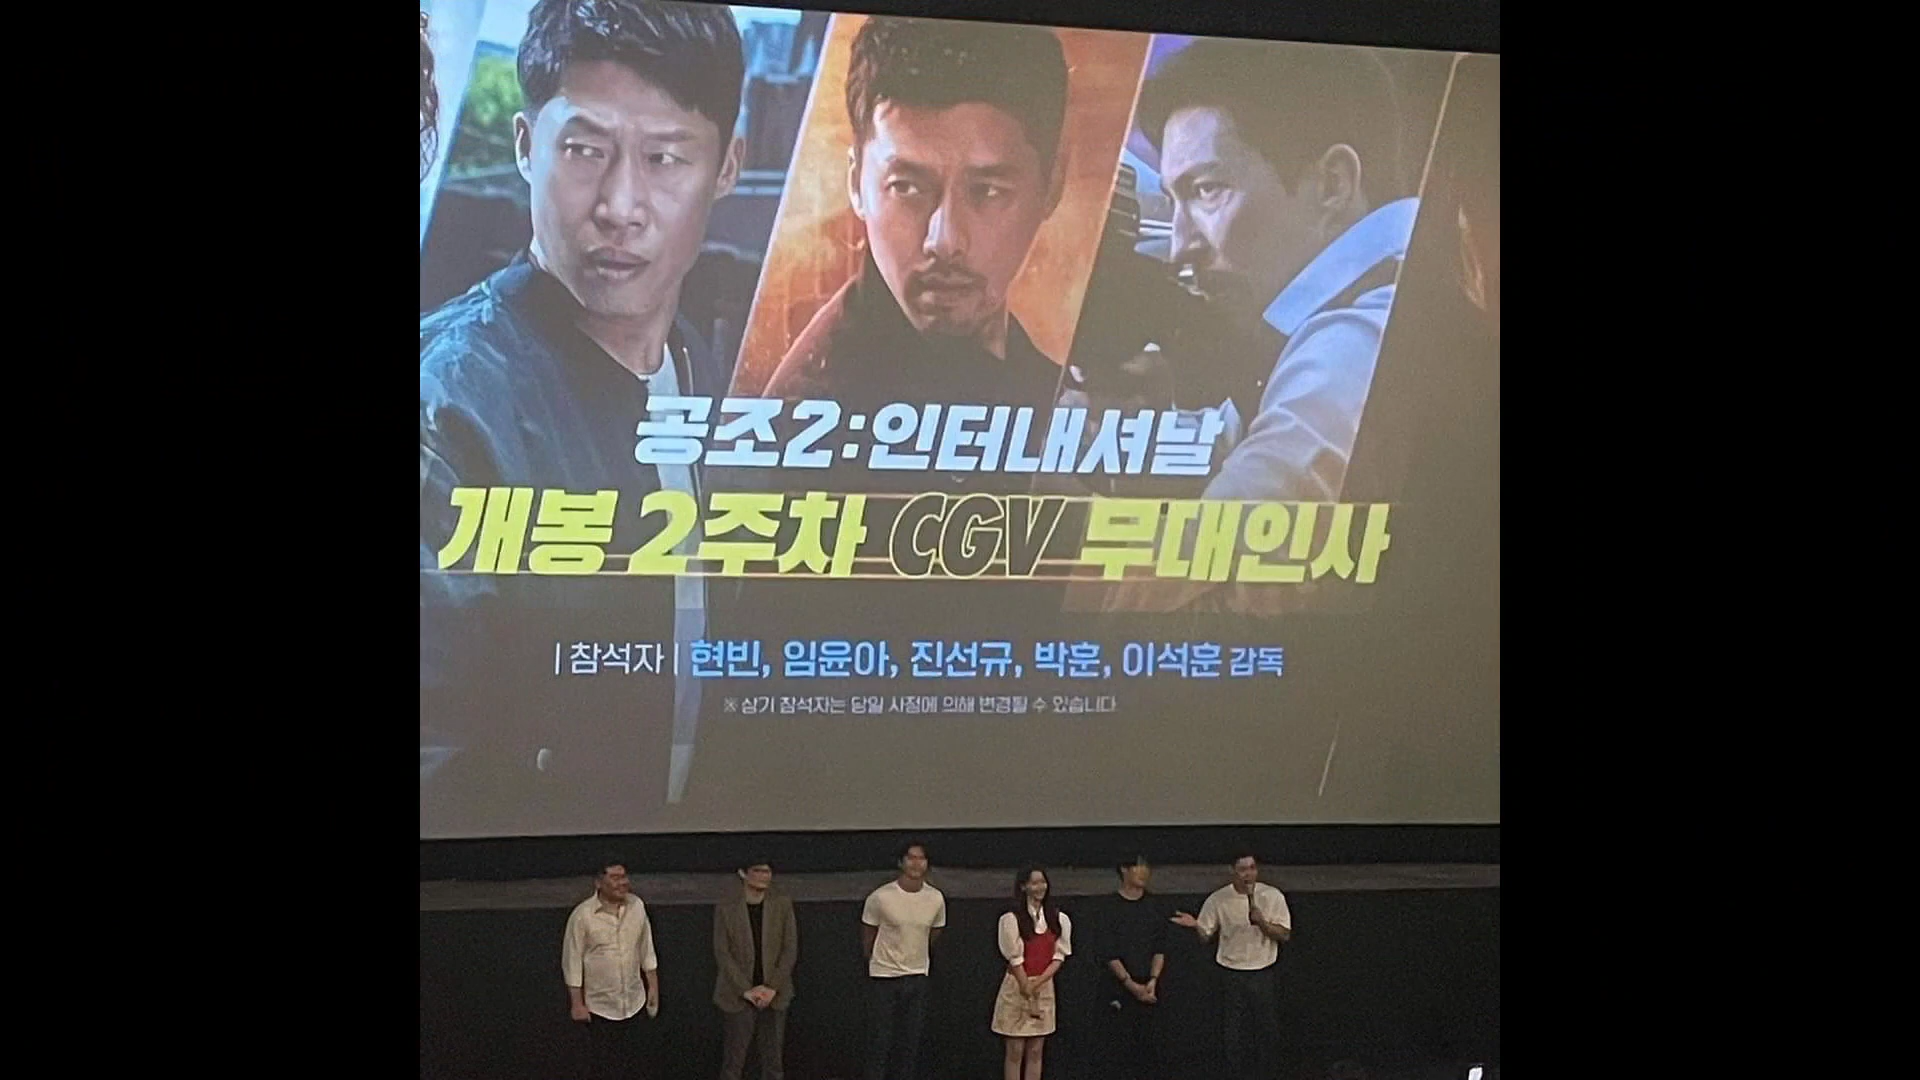 공조2:인터내셔날
개봉 2주차 CGV 무대인사
|참석자| 현빈, 임윤아, 진선규, 박훈, 이석훈 감독
※ 상기 참석자는 당일 사정에 의해 변경될 수 있습니다